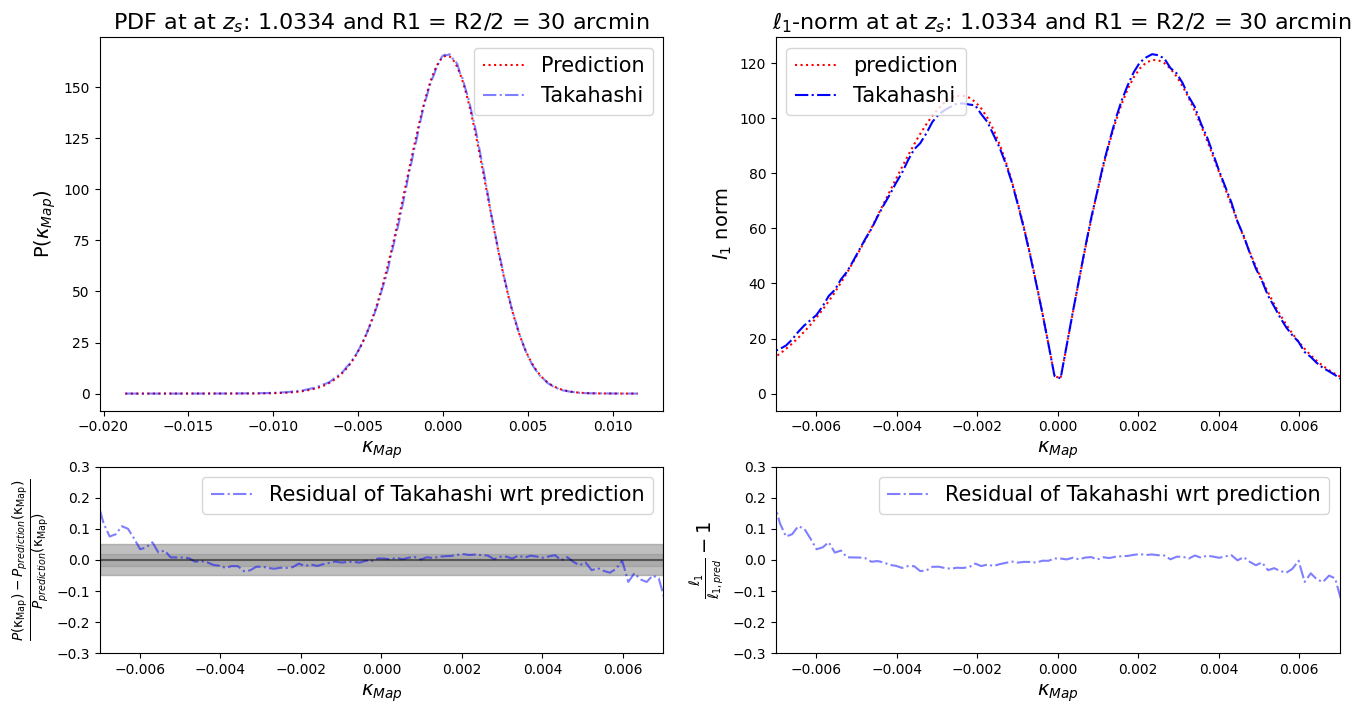 PDF at at $z_s$: 1.0334 and R1 = R2/2 = 30 arcmin
Prediction
Takahashi
P($\kappa_{Map}$)
150
125
100
75
50
25
0
−0.020 −0.015 −0.010 −0.005 0.000 0.005 0.010
$\kappa_{Map}$
$\ell_1$-norm at at $z_s$: 1.0334 and R1 = R2/2 = 30 arcmin
prediction
Takahashi
$l_1$ norm
120
100
80
60
40
20
0
−0.006 −0.004 −0.002 0.000 0.002 0.004 0.006
$\kappa_{Map}$
Residual of Takahashi wrt prediction
$\frac{P(\kappa_{Map}) - P_{prediction}(\kappa_{Map})}{P_{prediction}(\kappa_{Map})}$
0.3
0.2
0.1
0.0
−0.1
−0.2
−0.3
−0.006 −0.004 −0.002 0.000 0.002 0.004 0.006
$\kappa_{Map}$
Residual of Takahashi wrt prediction
$\frac{\ell_1}{\ell_{1,pred}} - 1$
0.3
0.2
0.1
0.0
−0.1
−0.2
−0.3
−0.006 −0.004 −0.002 0.000 0.002 0.004 0.006
$\kappa_{Map}$